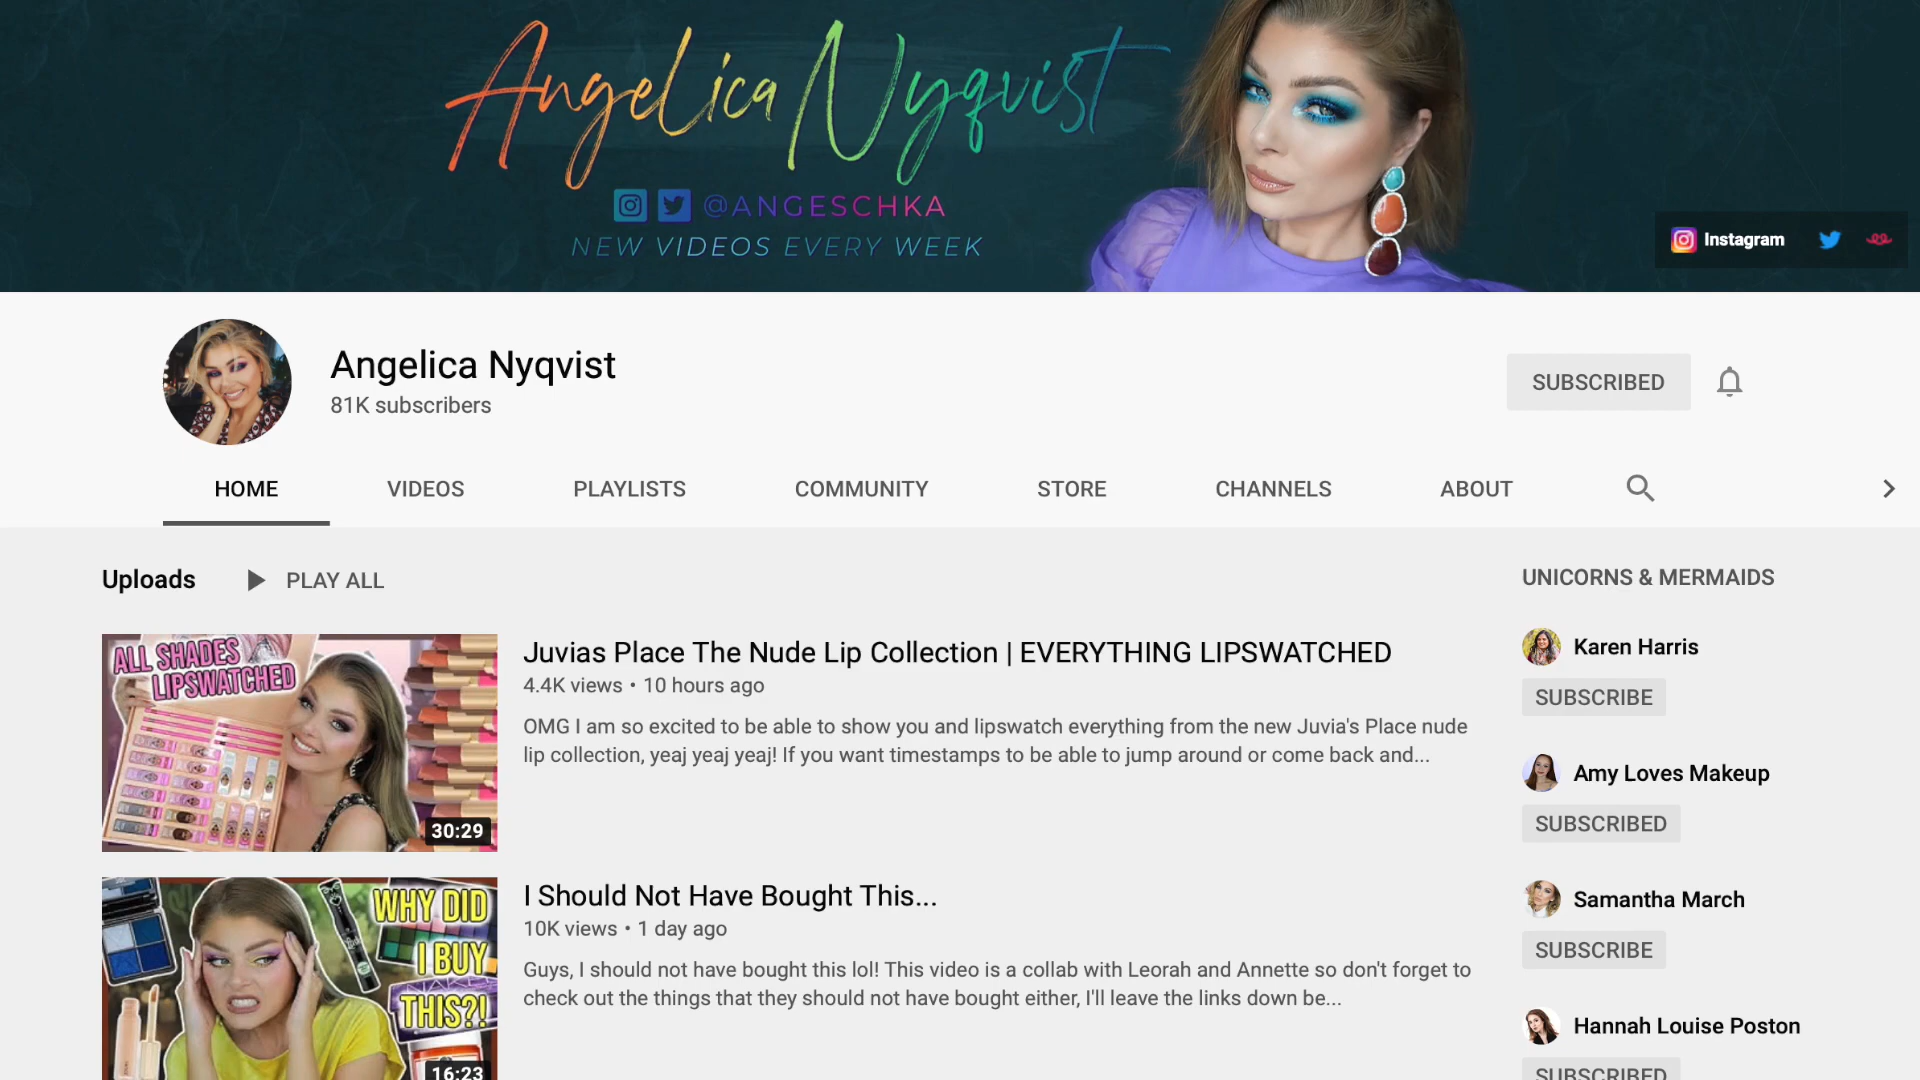 Angelica Nyqvist
@ANGESCHKA
NEW VIDEOS EVERY WEEK
Instagram
Angelica Nyqvist
81K subscribers
SUBSCRIBED
HOME
VIDEOS
PLAYLISTS
COMMUNITY
STORE
CHANNELS
ABOUT
Uploads
PLAY ALL
ALL SHADES
LIPSWATCHED
30:29
Juvias Place The Nude Lip Collection | EVERYTHING LIPSWATCHED
4.4K views • 10 hours ago
OMG I am so excited to be able to show you and lipswatch everything from the new Juvia's Place nude
lip collection, yeaj yeaj yeaj! If you want timestamps to be able to jump around or come back and...
WHY DID
I BUY
THIS?!
16:23
I Should Not Have Bought This...
10K views • 1 day ago
Guys, I should not have bought this lol! This video is a collab with Leorah and Annette so don't forget to
check out the things that they should not have bought either, I'll leave the links down be...
UNICORNS & MERMAIDS
Karen Harris
SUBSCRIBE
Amy Loves Makeup
SUBSCRIBED
Samantha March
SUBSCRIBE
Hannah Louise Poston
SUBSCRIBED